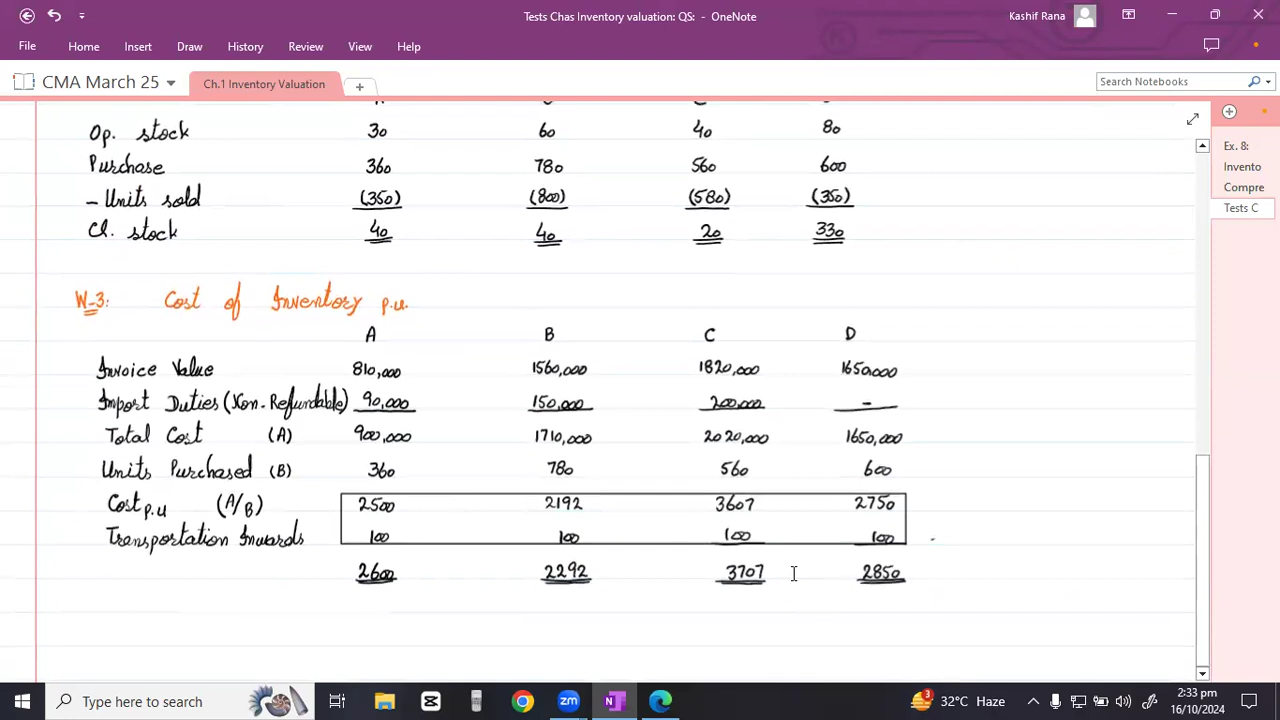 Tests Chas Inventory valuation: QS: - OneNote
Kashif Rana
File Home Insert Draw History Review View Help
CMA March 25
Ch.1 Inventory Valuation
Search Notebooks
Op. stock 30 60 40 80
Purchase 360 780 560 600
- Units sold (350) (800) (580) (350)
Cl. stock 40 40 20 330
W-3: Cost of Inventory p.u.
A B C D
Invoice Value 810,000 1560,000 1820,000 1650,000
Import Duties (Non-Refundable) 90,000 150,000 200,000 -
Total Cost (A) 900,000 1710,000 2020,000 1650,000
Units Purchased (B) 360 780 560 600
Cost p.u (A/B) 2500 2192 3607 2750
Transportation Inwards 100 100 100 100
2600 2292 3707 2850
Ex. 8:
Invento
Compre
Tests C
Type here to search
zm
3
32°C Haze
2:33 pm
16/10/2024